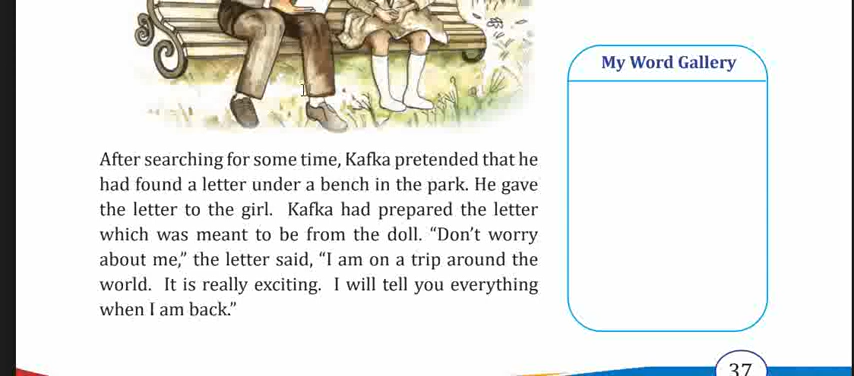 My Word Gallery
After searching for some time, Kafka pretended that he
had found a letter under a bench in the park. He gave
the letter to the girl.  Kafka had prepared the letter
which was meant to be from the doll. “Don’t worry
about me,” the letter said, “I am on a trip around the
world.  It is really exciting.  I will tell you everything
when I am back.”
37